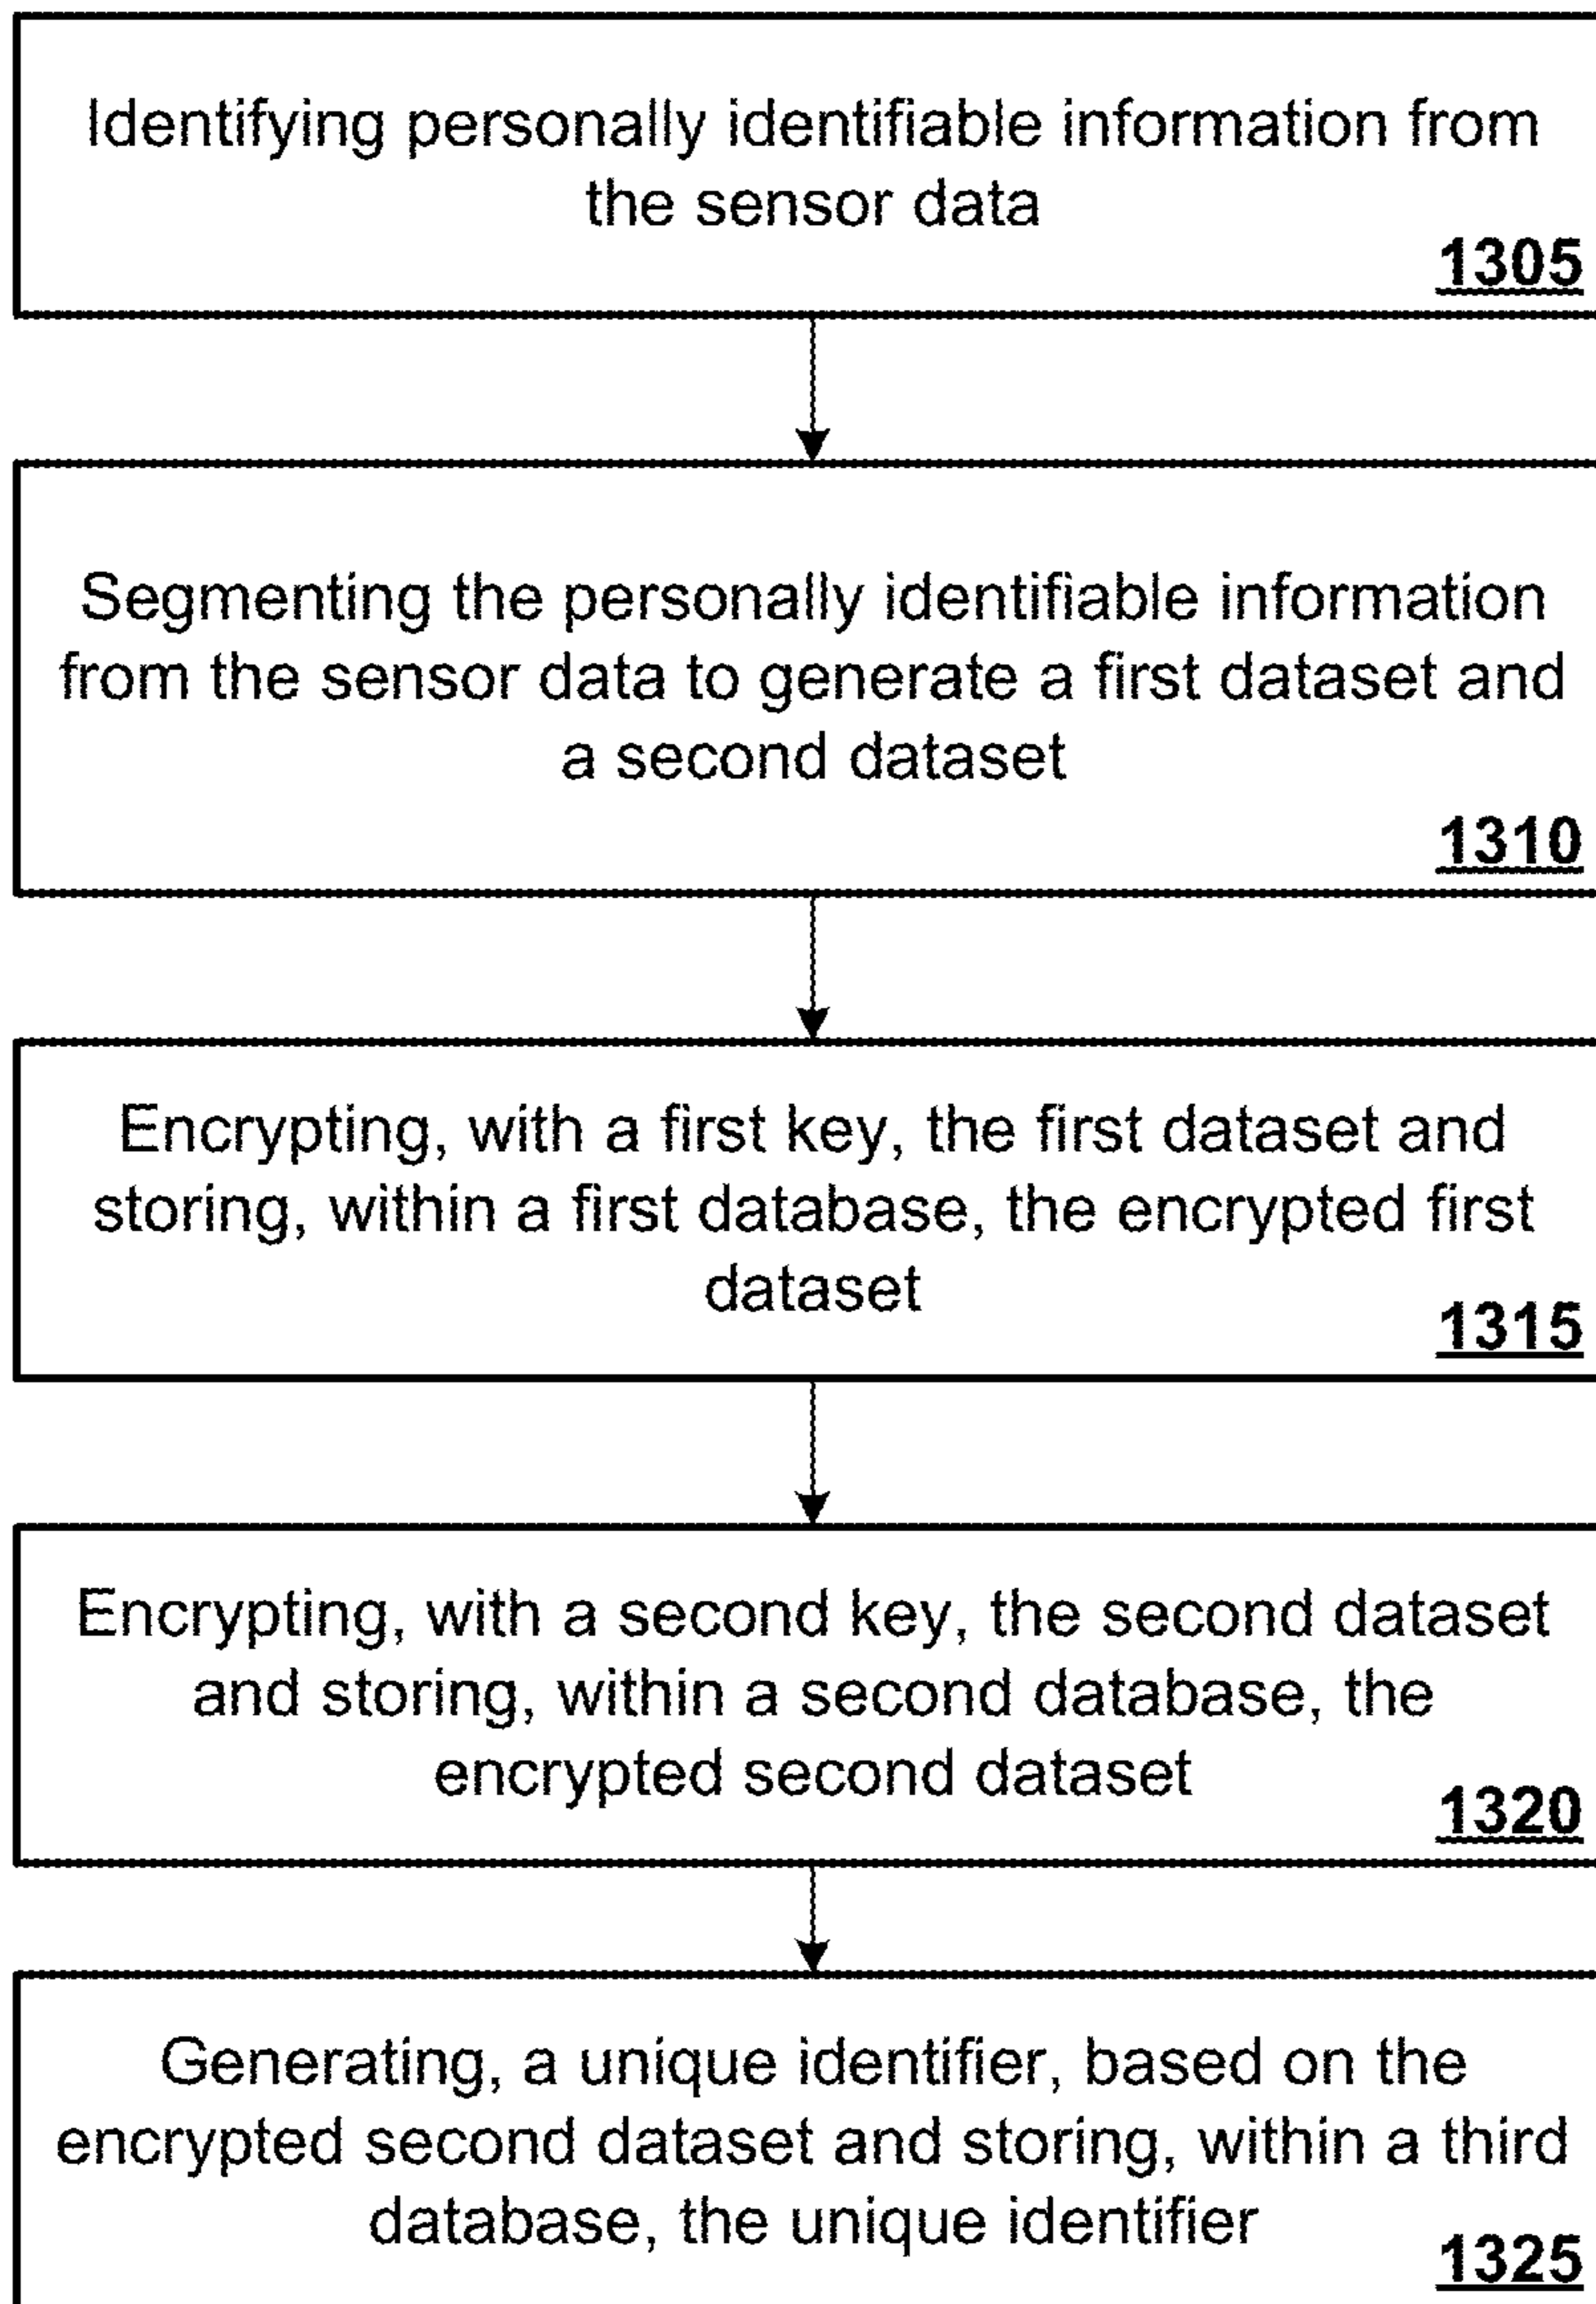 Identifying personally identifiable information from
the sensor data
1305
Segmenting the personally identifiable information
from the sensor data to generate a first dataset and
a second dataset
1310
Encrypting, with a first key, the first dataset and
storing, within a first database, the encrypted first
dataset
1315
Encrypting, with a second key, the second dataset
and storing, within a second database, the
encrypted second dataset
1320
Generating, a unique identifier, based on the
encrypted second dataset and storing, within a third
database, the unique identifier
1325